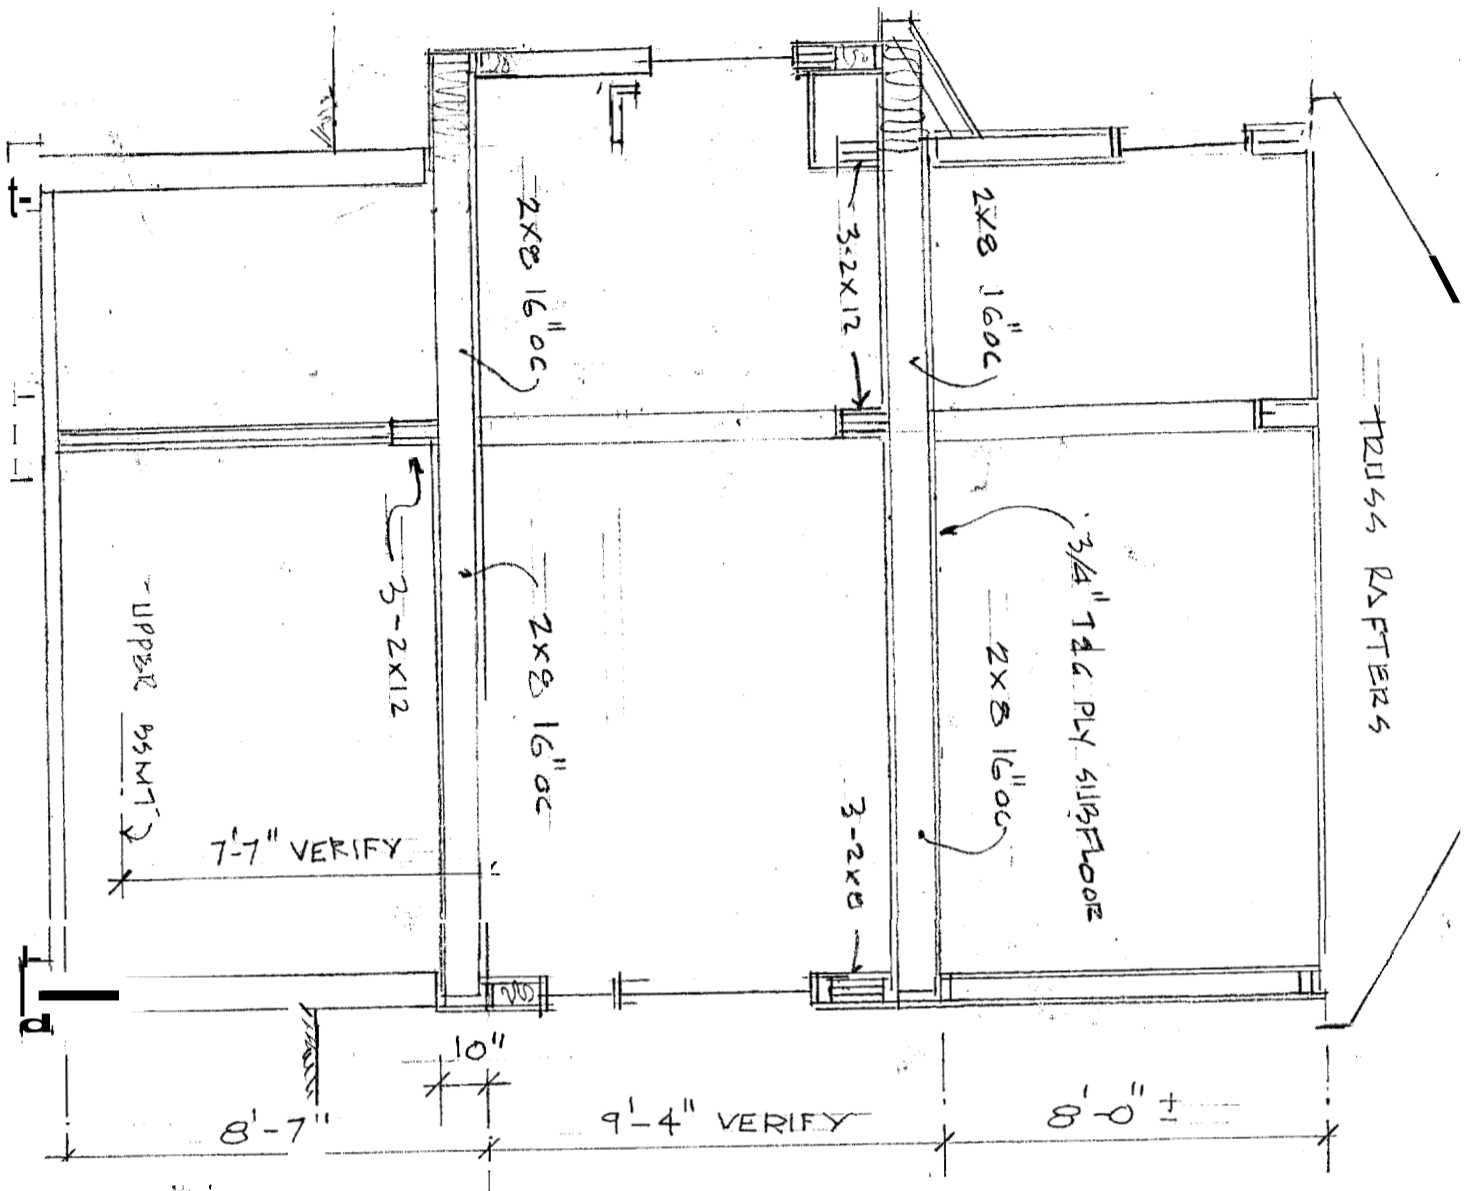 TRUSS RAFTERS
2X8 16" OC
3/4" T&G PLY SUBFLOOR
2X8 16" OC
3-2X12
3-2X8
2X8 16" OC
2X8 16" OC
3-2X12
UPPER BSMT
7'-7" VERIFY
10"
8'-7"
9'-4" VERIFY
8'-0" ±